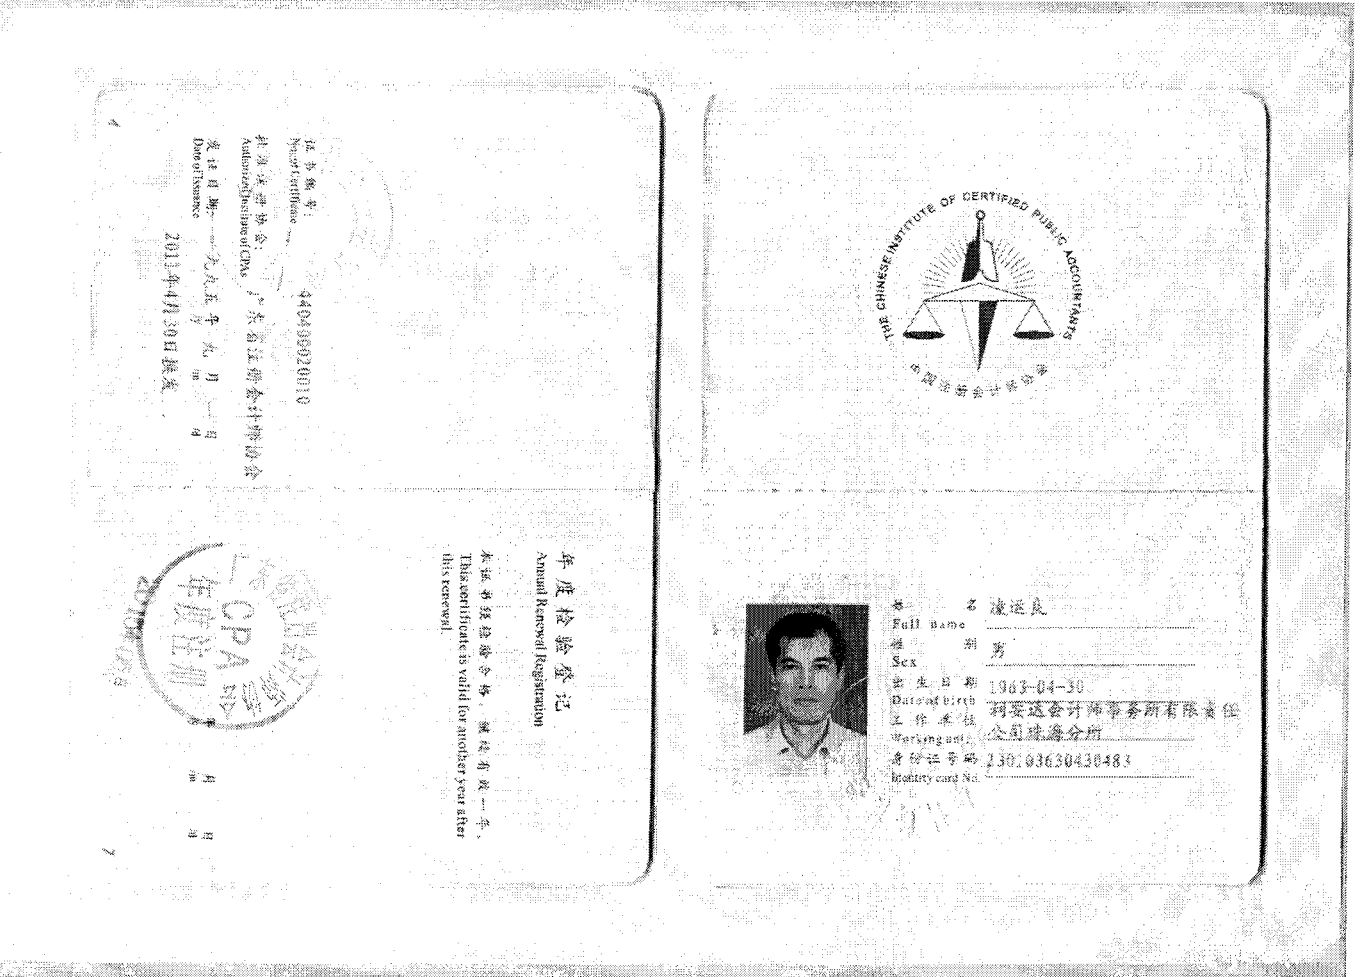 THE CHINESE INSTITUTE OF CERTIFIED PUBLIC ACCOUNTANTS
中国注册会计师协会
姓 名
Full name
性 别 男
Sex
出 生 日 期 1963-04-30
Date of birth
工 作 单 位 利安达会计师事务所有限责任
Working unit 公司珠海分所
身份证号码 230103630430483
Identity card No.
证书编号: 440400020010
No. of Certificate
批准注册协会: 广东省注册会计师协会
Authorized Institute of CPAs
发证日期: 一九九五年九月一日
Date of Issuance
2013年4月30日换发
4
年度检验登记
Annual Renewal Registration
本证书经检验合格，继续有效一年。
This certificate is valid for another year after
this renewal.
CPA
年度注册
年 月 日
m d
7